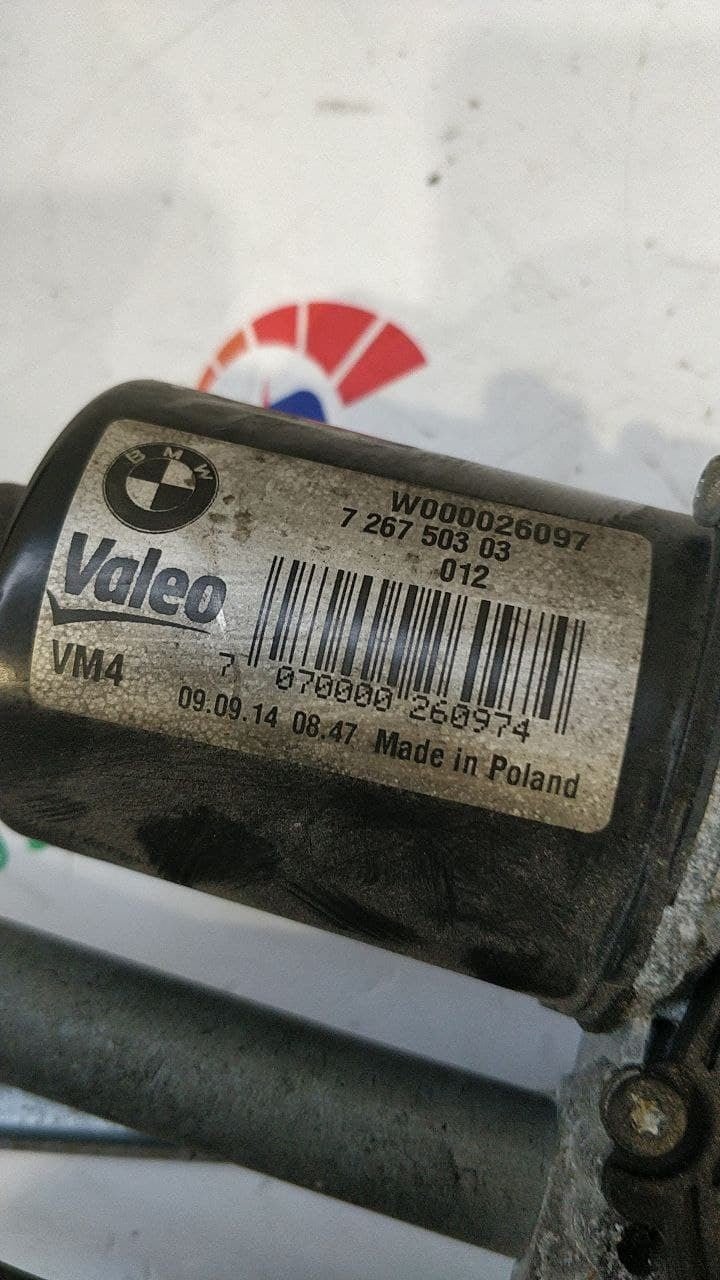 BMW
W000026097
7 267 503 03
012
Valeo
VM4
7 070000 260974
09.09.14 08.47 Made in Poland